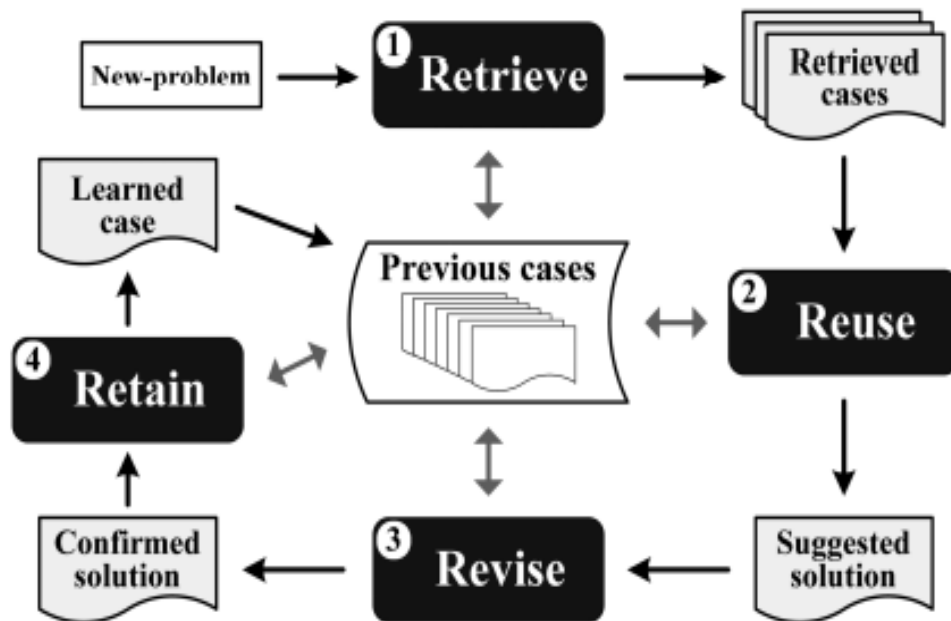 New-problem
1
Retrieve
Retrieved
cases
Learned
case
Previous cases
2
Reuse
4
Retain
Confirmed
solution
3
Revise
Suggested
solution